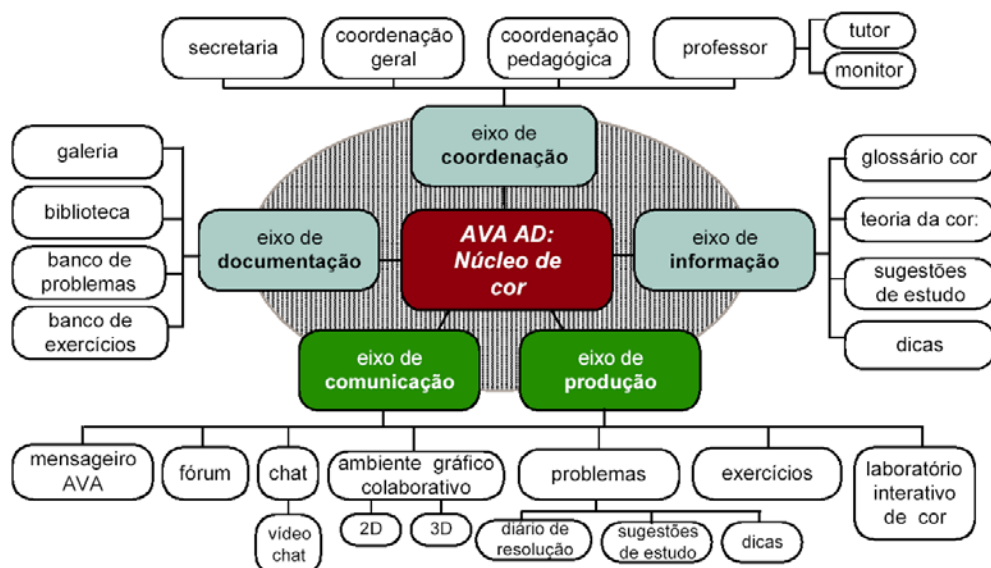 secretaria
coordenação
geral
coordenação
pedagógica
professor
tutor
monitor
eixo de
coordenação
galeria
biblioteca
banco de
problemas
banco de
exercícios
eixo de
documentação
AVA AD:
Núcleo de
cor
eixo de
informação
glossário cor
teoria da cor:
sugestões
de estudo
dicas
eixo de
comunicação
eixo de
produção
mensageiro
AVA
fórum
chat
vídeo
chat
ambiente gráfico
colaborativo
2D
3D
problemas
diário de
resolução
sugestões
de estudo
dicas
exercícios
laboratório
interativo
de cor